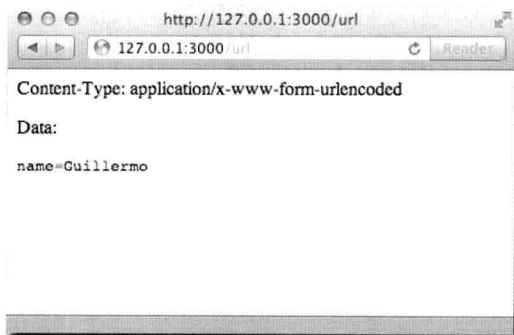 http://127.0.0.1:3000/url
127.0.0.1:3000/url
Reader
Content-Type: application/x-www-form-urlencoded
Data:
name=Guillermo